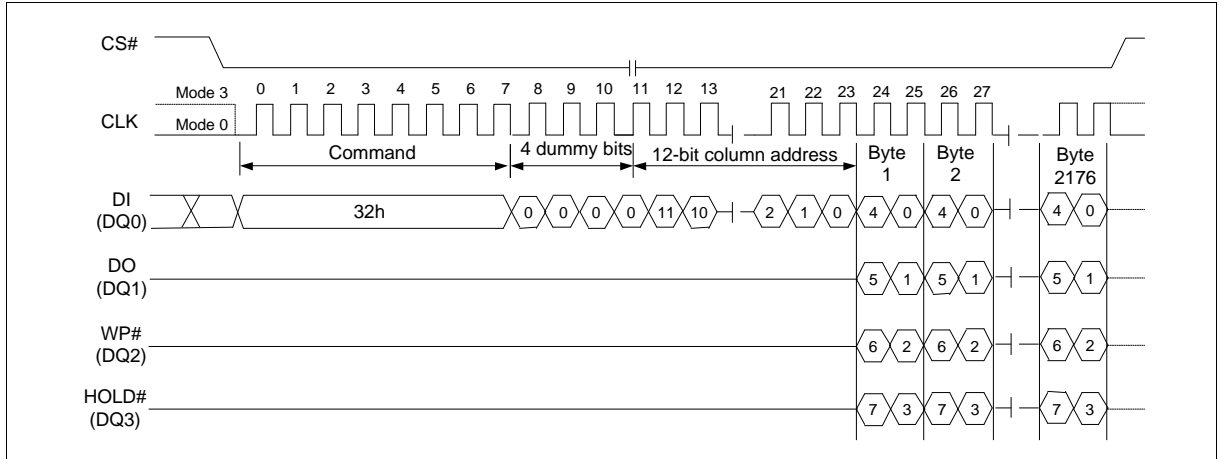 CS#
Mode 3 0 1 2 3 4 5 6 7 8 9 10 11 12 13 21 22 23 24 25 26 27
CLK
Mode 0
Command 4 dummy bits 12-bit column address Byte 1 Byte 2 Byte 2176
DI (DQ0) 32h 0 0 0 0 11 10 2 1 0 4 0 4 0 4 0
DO (DQ1) 5 1 5 1 5 1
WP# (DQ2) 6 2 6 2 6 2
HOLD# (DQ3) 7 3 7 3 7 3